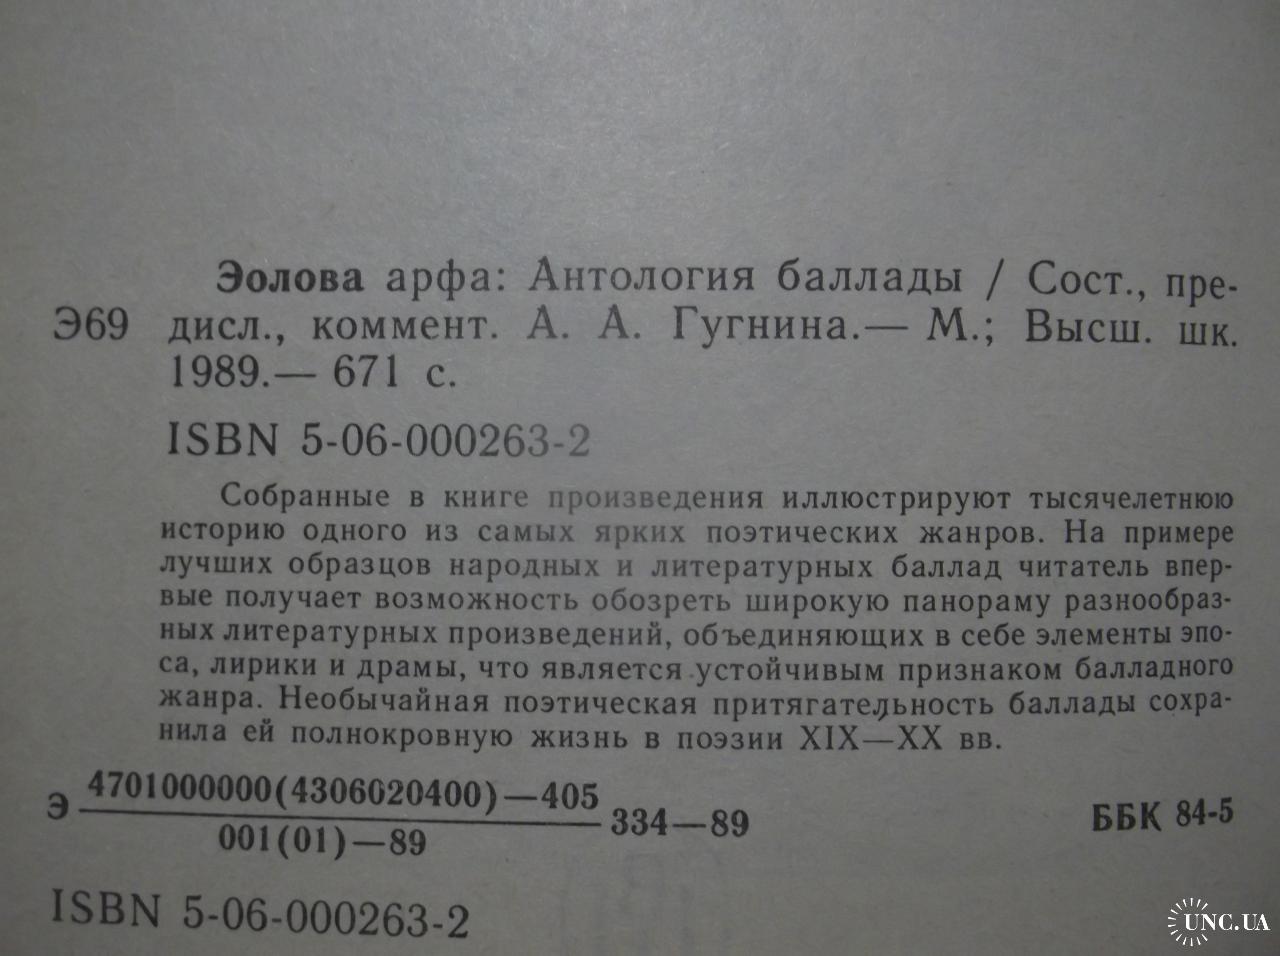 Эолова арфа: Антология баллады / Сост., пре-
Э69 дисл., коммент. А. А. Гугнина.— М.; Высш. шк.
1989.— 671 с.
ISBN 5-06-000263-2
Собранные в книге произведения иллюстрируют тысячелетнюю
историю одного из самых ярких поэтических жанров. На примере
лучших образцов народных и литературных баллад читатель впер-
вые получает возможность обозреть широкую панораму разнообраз-
ных литературных произведений, объединяющих в себе элементы эпо-
са, лирики и драмы, что является устойчивым признаком балладного
жанра. Необычайная поэтическая притягательность баллады сохра-
нила ей полнокровную жизнь в поэзии XIX—XX вв.
Э 4701000000(4306020400)—405
001(01)—89
334—89
ББК 84-5
ISBN 5-06-000263-2
UNC.UA